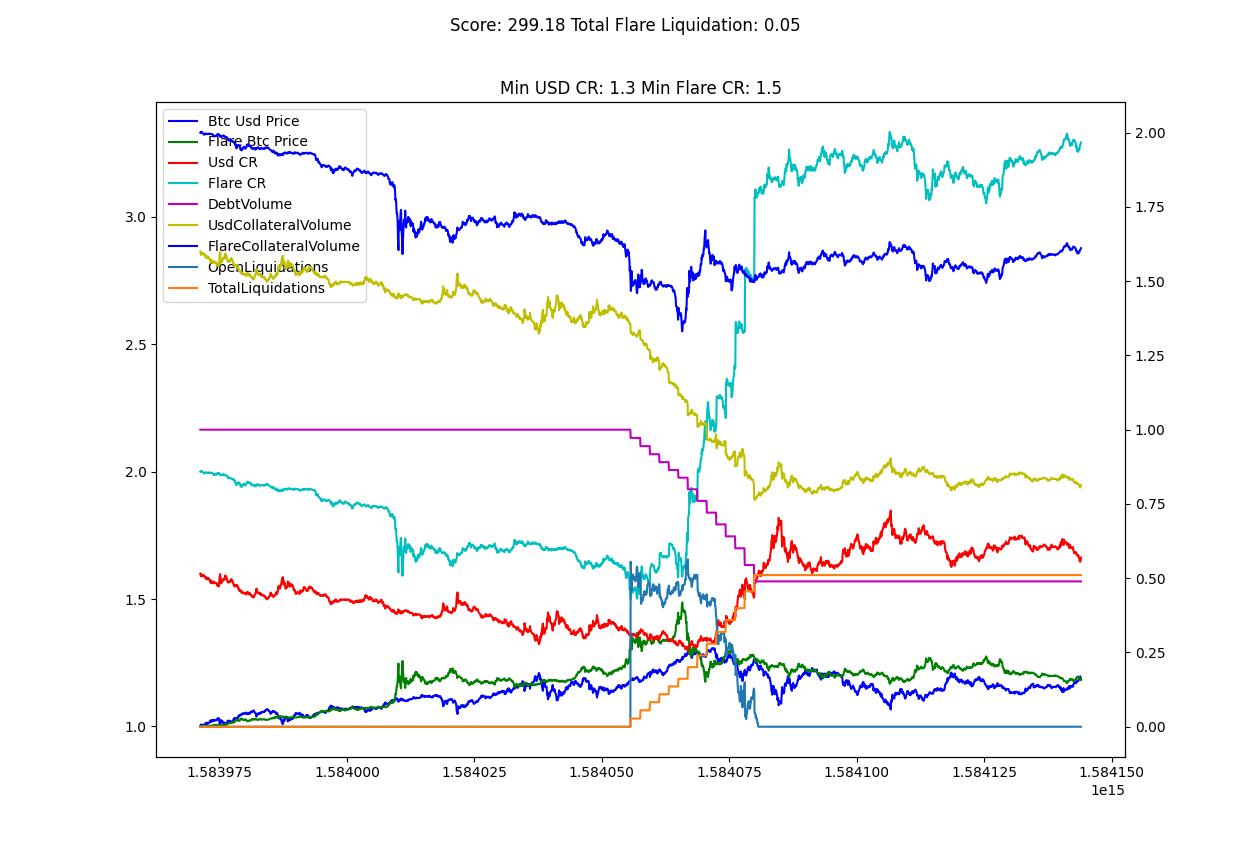 Score: 299.18 Total Flare Liquidation: 0.05
Min USD CR: 1.3 Min Flare CR: 1.5
Btc Usd Price
Flare Btc Price
Usd CR
Flare CR
DebtVolume
UsdCollateralVolume
FlareCollateralVolume
OpenLiquidations
TotalLiquidations
3.0
2.5
2.0
1.5
1.0
2.00
1.75
1.50
1.25
1.00
0.75
0.50
0.25
0.00
1.583975 1.584000 1.584025 1.584050 1.584075 1.584100 1.584125 1.584150
1e15